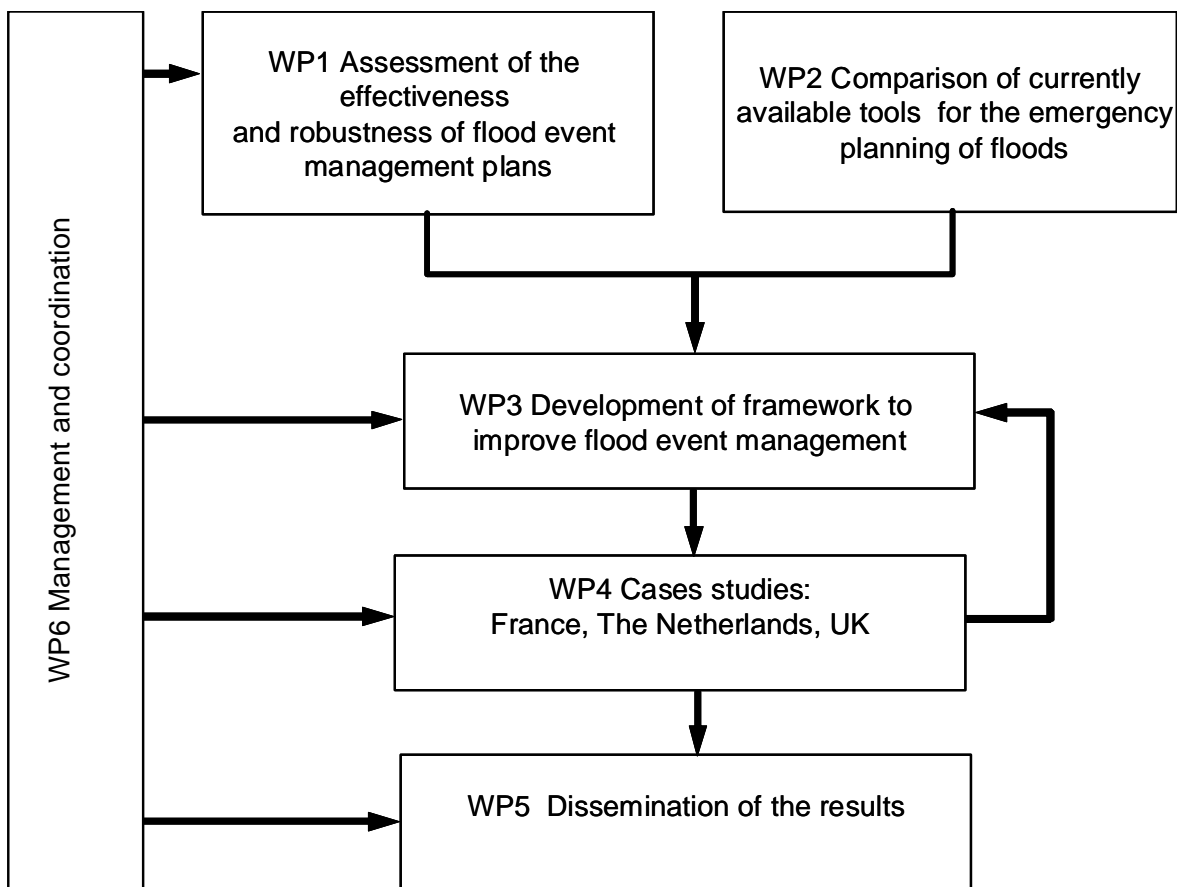 WP6 Management and coordination
WP1 Assessment of the
effectiveness
and robustness of flood event
management plans
WP2 Comparison of currently
available tools for the emergency
planning of floods
WP3 Development of framework to
improve flood event management
WP4 Cases studies:
France, The Netherlands, UK
WP5 Dissemination of the results